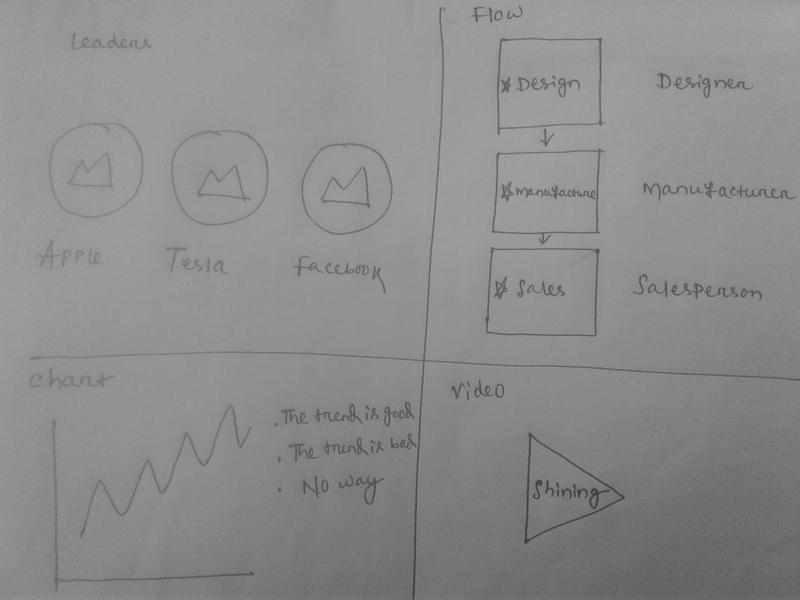 Leaders
Apple
Tesla
Facebook
Flow
Design
Designer
Manufacture
Manufacturer
Sales
Salesperson
Chart
. The trend is good
. The trend is bad
. No way
Video
Shining